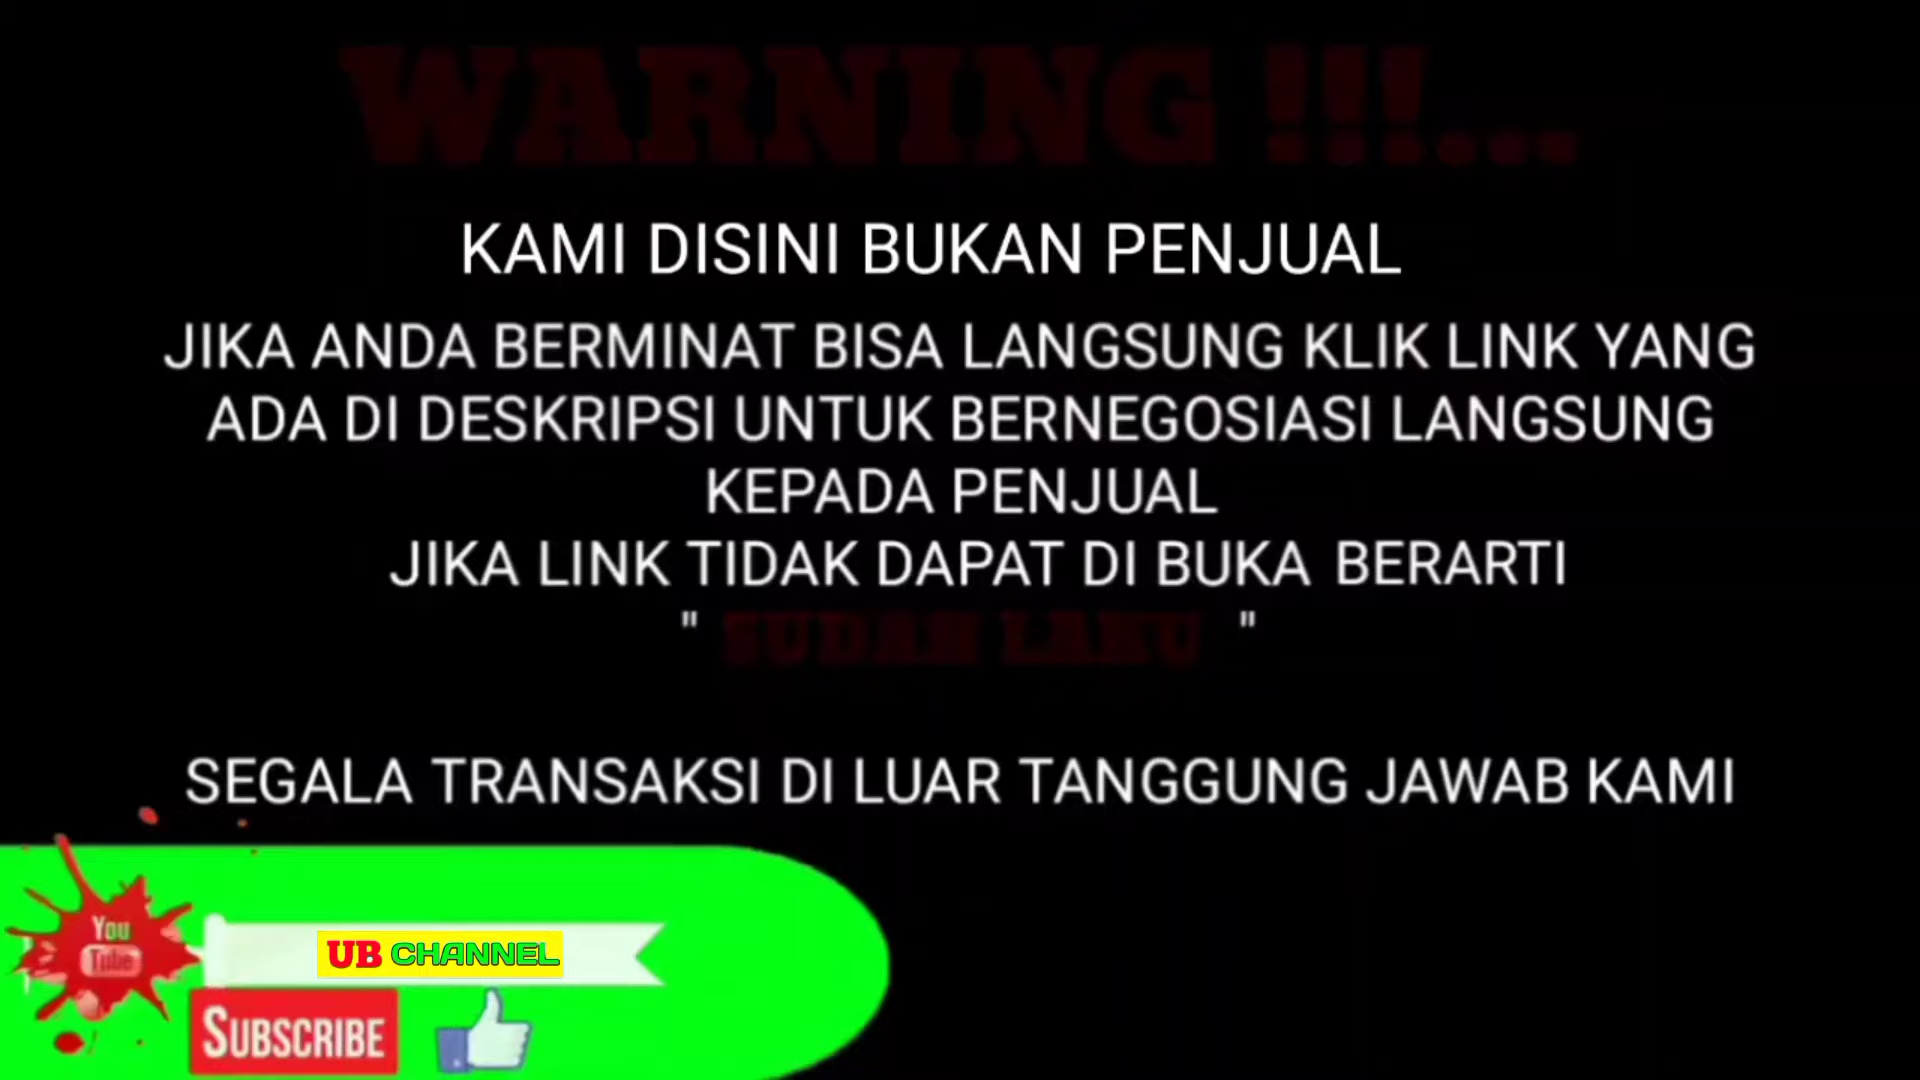 WARNING !!!...
KAMI DISINI BUKAN PENJUAL
JIKA ANDA BERMINAT BISA LANGSUNG KLIK LINK YANG
ADA DI DESKRIPSI UNTUK BERNEGOSIASI LANGSUNG
KEPADA PENJUAL
JIKA LINK TIDAK DAPAT DI BUKA BERARTI
" SUDAH LAKU "
SEGALA TRANSAKSI DI LUAR TANGGUNG JAWAB KAMI
You
Tube
UB CHANNEL
SUBSCRIBE